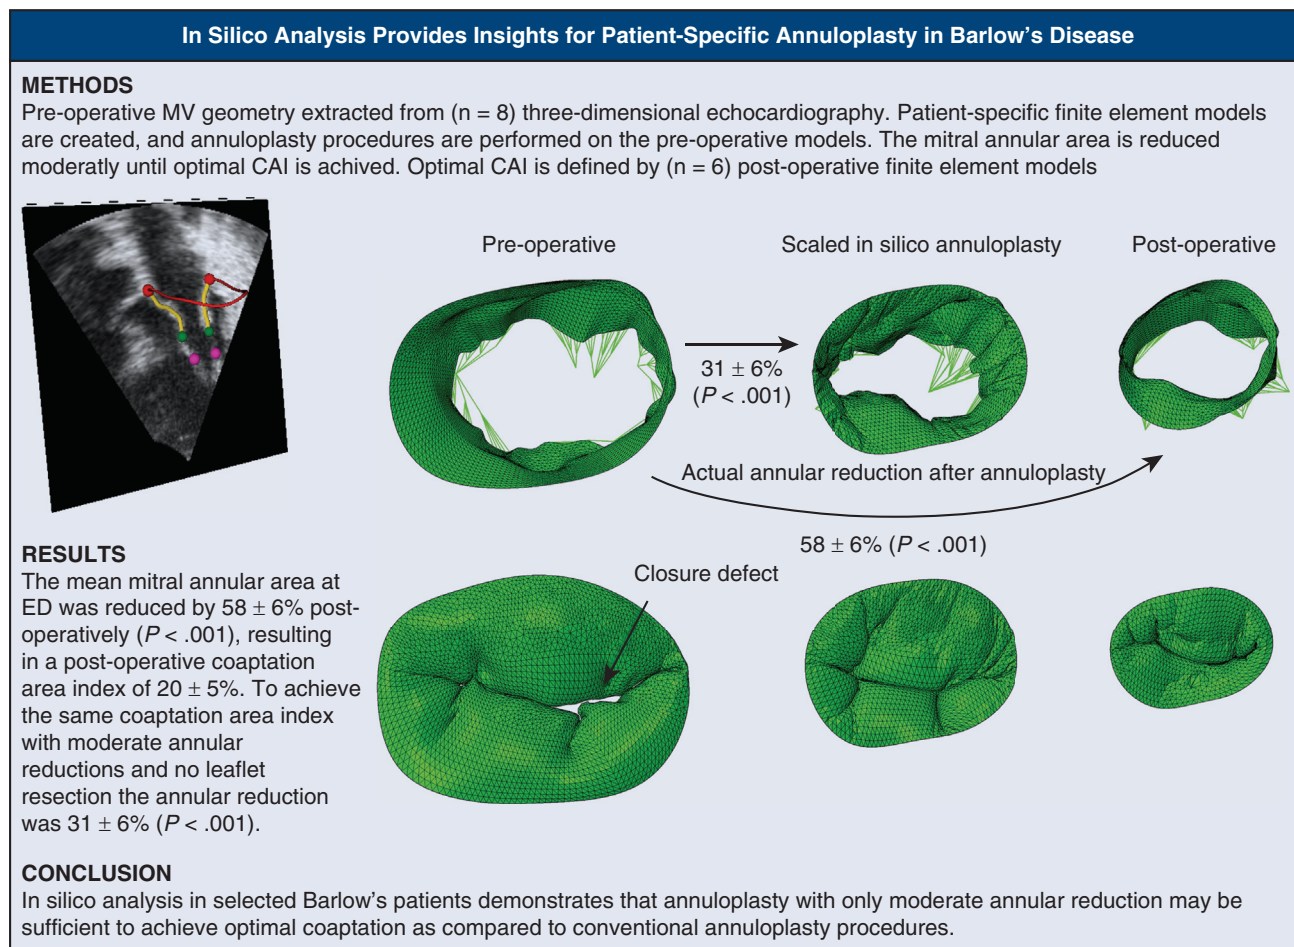 In Silico Analysis Provides Insights for Patient-Specific Annuloplasty in Barlow’s Disease
METHODS
Pre-operative MV geometry extracted from (n = 8) three-dimensional echocardiography. Patient-specific finite element models
are created, and annuloplasty procedures are performed on the pre-operative models. The mitral annular area is reduced
moderatly until optimal CAI is achived. Optimal CAI is defined by (n = 6) post-operative finite element models
Pre-operative
Scaled in silico annuloplasty
Post-operative
31 ± 6%
(P < .001)
Actual annular reduction after annuloplasty
58 ± 6% (P < .001)
Closure defect
RESULTS
The mean mitral annular area at
ED was reduced by 58 ± 6% post-
operatively (P < .001), resulting
in a post-operative coaptation
area index of 20 ± 5%. To achieve
the same coaptation area index
with moderate annular
reductions and no leaflet
resection the annular reduction
was 31 ± 6% (P < .001).
CONCLUSION
In silico analysis in selected Barlow’s patients demonstrates that annuloplasty with only moderate annular reduction may be
sufficient to achieve optimal coaptation as compared to conventional annuloplasty procedures.